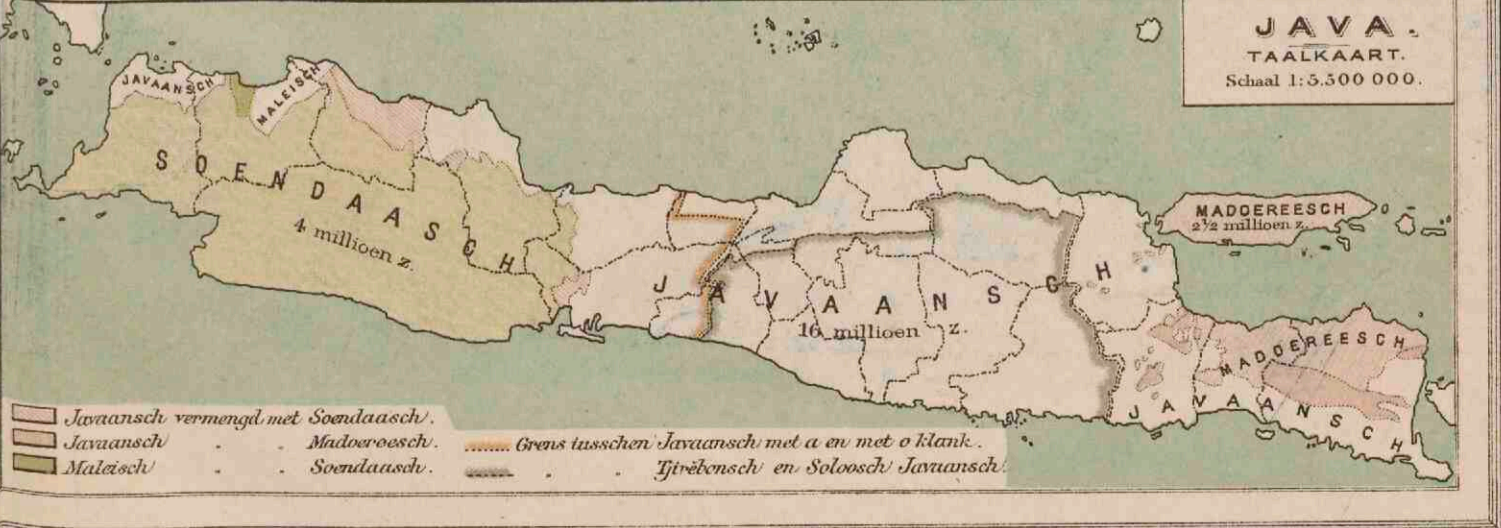 JAVA.
TAALKAART.
Schaal 1:5.500 000.
JAVAANSCH
MALEISCH
SOENDAASCH
4 millioen z.
JAVAANSCH
16 millioen z.
MADOEREESCH
2½ millioen z.
MADOEREESCH
JAVAANSCH
Javaansch vermengd met Soendaasch.
Javaansch . . Madoereesch.
Maleisch . . Soendaasch.
Grens tusschen Javaansch met a en met o klank.
. . Tjirĕbonsch en Soloosch Javaansch.